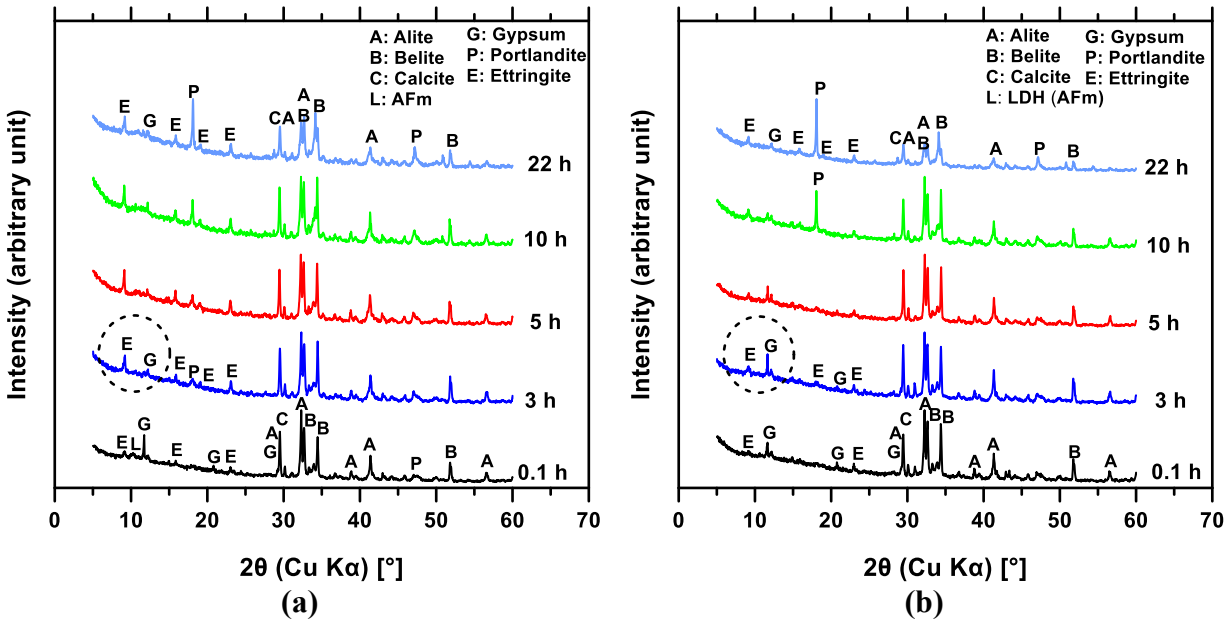 A: Alite G: Gypsum
B: Belite P: Portlandite
C: Calcite E: Ettringite
L: AFm
E G E P E E C A A B B A P B 22 h
10 h
5 h
E G E P E E 3 h
E L G E G E A G C A B B A A P B A 0.1 h
0 10 20 30 40 50 60 70
2θ (Cu Kα) [°]
Intensity (arbitrary unit)
(a)
A: Alite G: Gypsum
B: Belite P: Portlandite
C: Calcite E: Ettringite
L: LDH (AFm)
E G E P E E C A A B B A P B 22 h
P 10 h
5 h
E G E G E 3 h
E G G E A G C A B B A A B A 0.1 h
0 10 20 30 40 50 60 70
2θ (Cu Kα) [°]
Intensity (arbitrary unit)
(b)